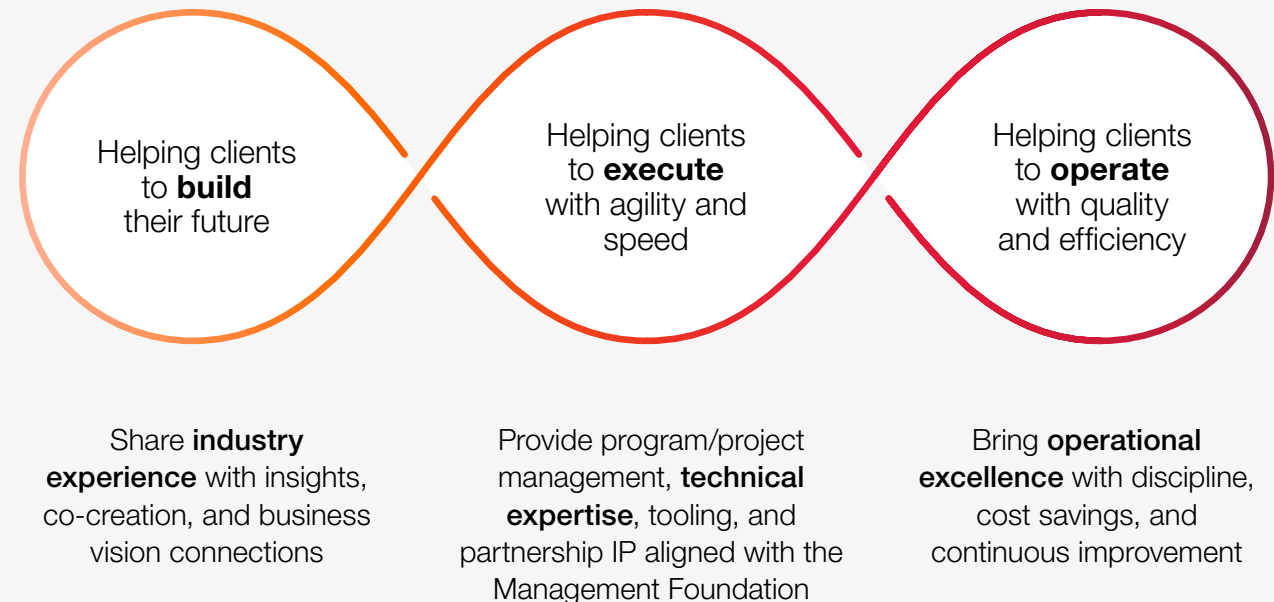 Helping clients
to build
their future
Helping clients
to execute
with agility and
speed
Helping clients
to operate
with quality
and efficiency
Share industry
experience with insights,
co-creation, and business
vision connections
Provide program/project
management, technical
expertise, tooling, and
partnership IP aligned with the
Management Foundation
Bring operational
excellence with discipline,
cost savings, and
continuous improvement